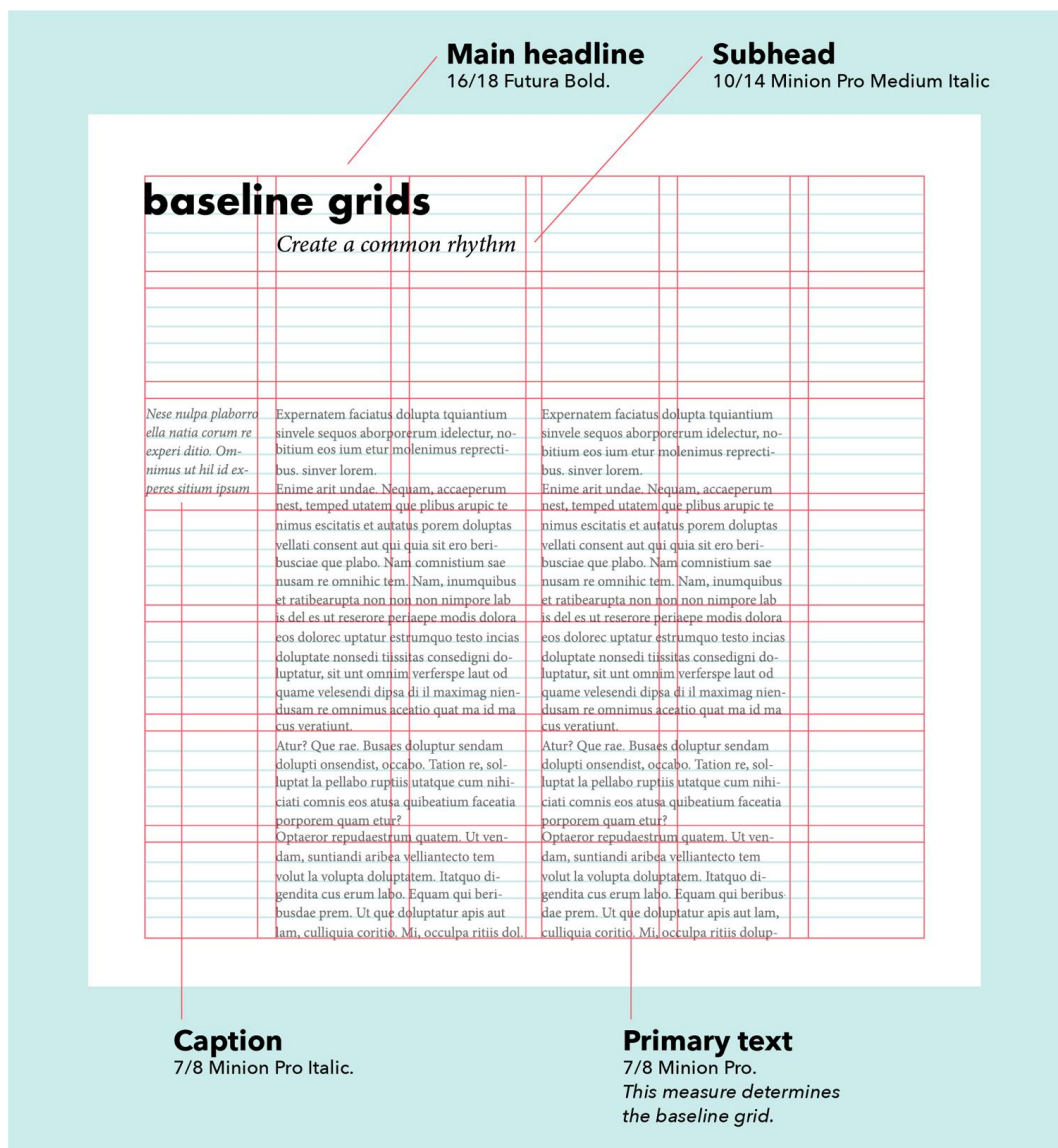 Main headline
16/18 Futura Bold.
Subhead
10/14 Minion Pro Medium Italic
baseline grids
Create a common rhythm
Nese nulpa plaborro
ella natia corum re
experi ditio. Om-
nimus ut hil id ex-
peres sitium ipsum
Expernatem faciatus dolupta tquiantium
sinvele sequos aborporerum idelectur, no-
bitium eos ium etur molenimus reprecti-
bus. sinver lorem.
Enime arit undae. Nequam, accaeperum
nest, temped utatem que plibus arupic te
nimus escitatis et autatus porem doluptas
vellati consent aut qui quia sit ero beri-
busciae que plabo. Nam comnistium sae
nusam re omnihic tem. Nam, inumquibus
et ratibearupta non non non nimpore lab
is del es ut reserore periaepe modis dolora
eos dolorec uptatur estrumquo testo incias
doluptate nonsedi tiissitas consedigni do-
luptatur, sit unt omnim verferspe laut od
quame velesendi dipsa di il maximag nien-
dusam re omnimus aceatio quat ma id ma
cus veratiunt.
Atur? Que rae. Busaes doluptur sendam
dolupti onsendist, occabo. Tation re, sol-
luptat la pellabo ruptiis utatque cum nihi-
ciati comnis eos atusa quibeatium faceatia
porporem quam etur?
Optaeror repudaestrum quatem. Ut ven-
dam, suntiandi aribea velliantecto tem
volut la volupta doluptatem. Itatquo di-
gendita cus erum labo. Equam qui beri-
busdae prem. Ut que doluptatur apis aut
lam, culliquia coritio. Mi, occulpa ritiis dol.
Expernatem faciatus dolupta tquiantium
sinvele sequos aborporerum idelectur, no-
bitium eos ium etur molenimus reprecti-
bus. sinver lorem.
Enime arit undae. Nequam, accaeperum
nest, temped utatem que plibus arupic te
nimus escitatis et autatus porem doluptas
vellati consent aut qui quia sit ero beri-
busciae que plabo. Nam comnistium sae
nusam re omnihic tem. Nam, inumquibus
et ratibearupta non non non nimpore lab
is del es ut reserore periaepe modis dolora
eos dolorec uptatur estrumquo testo incias
doluptate nonsedi tiissitas consedigni do-
luptatur, sit unt omnim verferspe laut od
quame velesendi dipsa di il maximag nien-
dusam re omnimus aceatio quat ma id ma
cus veratiunt.
Atur? Que rae. Busaes doluptur sendam
dolupti onsendist, occabo. Tation re, sol-
luptat la pellabo ruptiis utatque cum nihi-
ciati comnis eos atusa quibeatium faceatia
porporem quam etur?
Optaeror repudaestrum quatem. Ut ven-
dam, suntiandi aribea velliantecto tem
volut la volupta doluptatem. Itatquo di-
gendita cus erum labo. Equam qui beribus-
dae prem. Ut que doluptatur apis aut lam,
culliquia coritio. Mi, occulpa ritiis dolup-
Caption
7/8 Minion Pro Italic.
Primary text
7/8 Minion Pro.
This measure determines
the baseline grid.